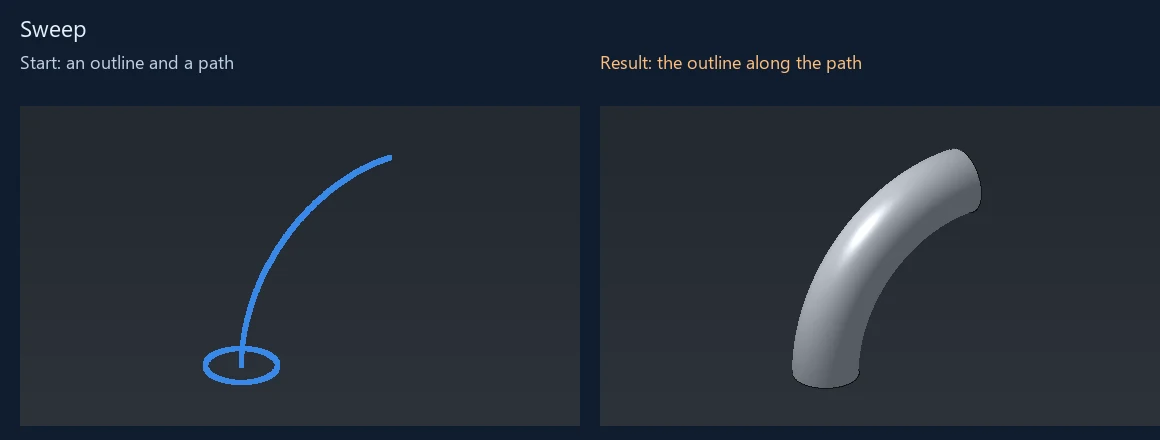 Sweep
Start: an outline and a path
Result: the outline along the path